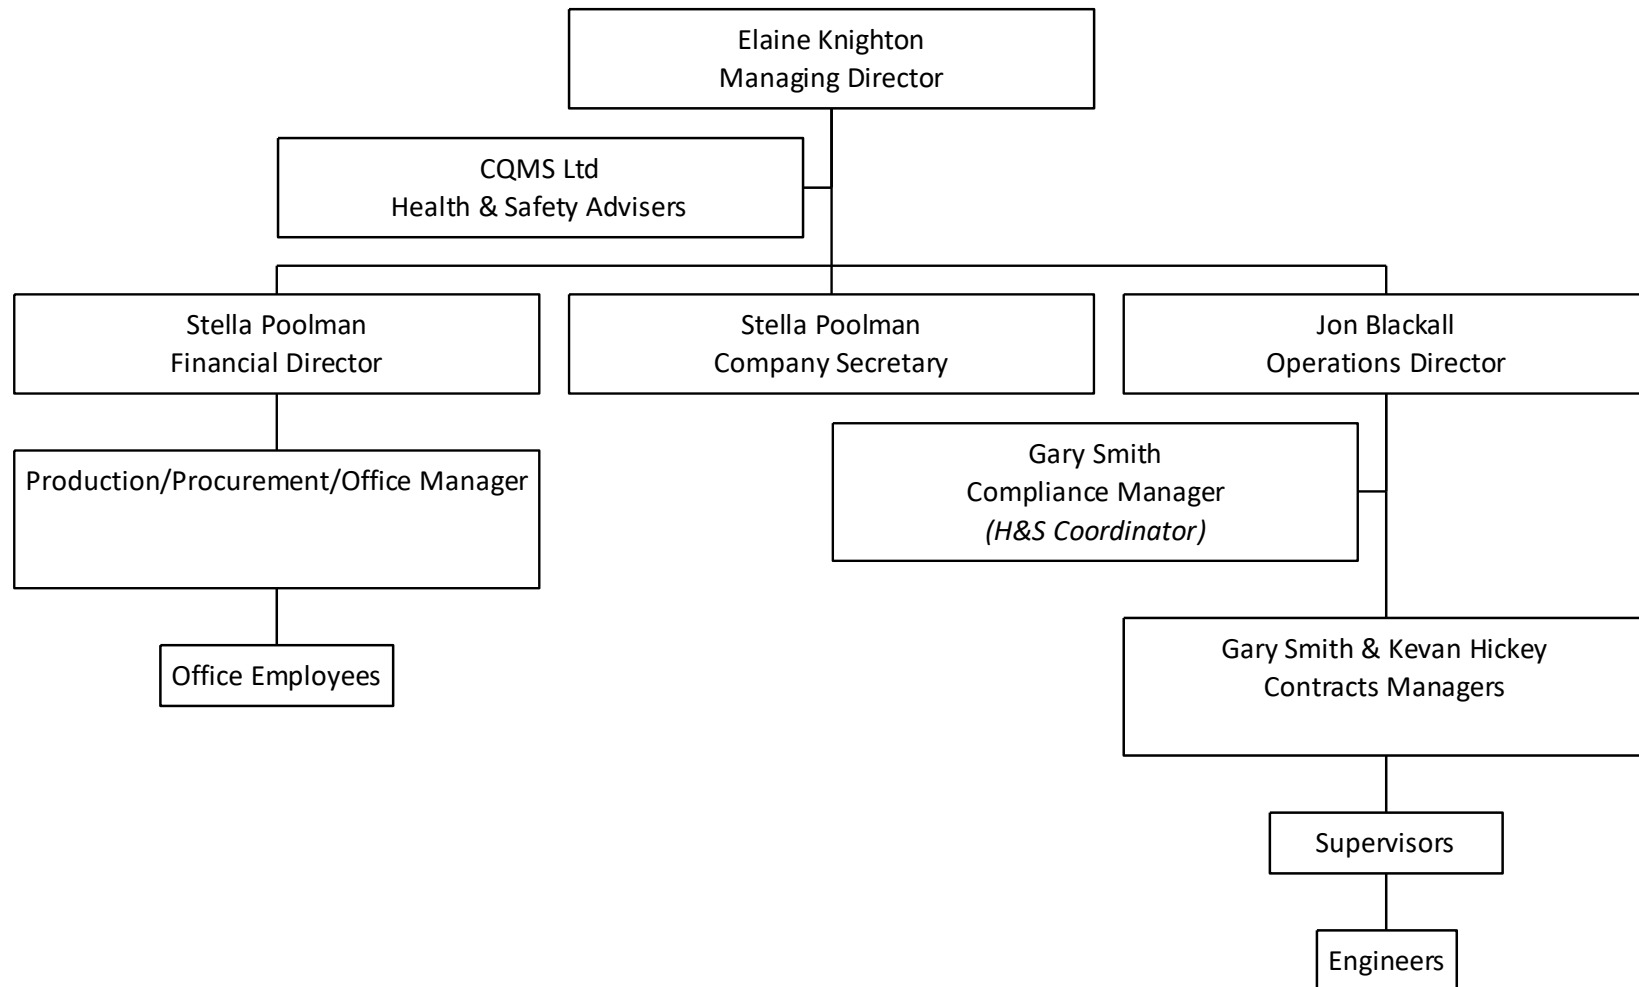 Elaine Knighton
Managing Director
CQMS Ltd
Health & Safety Advisers
Stella Poolman
Financial Director
Stella Poolman
Company Secretary
Jon Blackall
Operations Director
Production/Procurement/Office Manager
Gary Smith
Compliance Manager
(H&S Coordinator)
Office Employees
Gary Smith & Kevan Hickey
Contracts Managers
Supervisors
Engineers